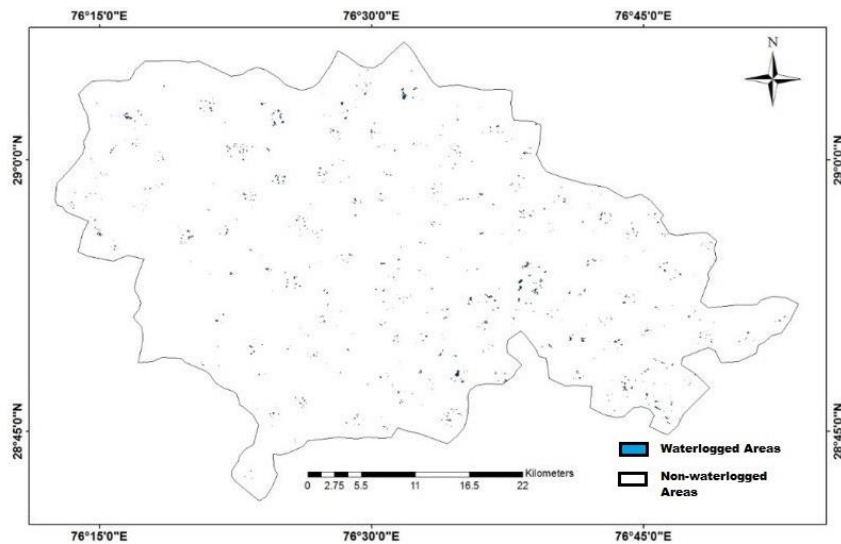 76°15'0"E 76°30'0"E 76°45'0"E
N
29°0'0"N 29°0'0"N
28°45'0"N 28°45'0"N
Waterlogged Areas
Non-waterlogged
Areas
Kilometers
0 2.75 5.5 11 16.5 22
76°15'0"E 76°30'0"E 76°45'0"E